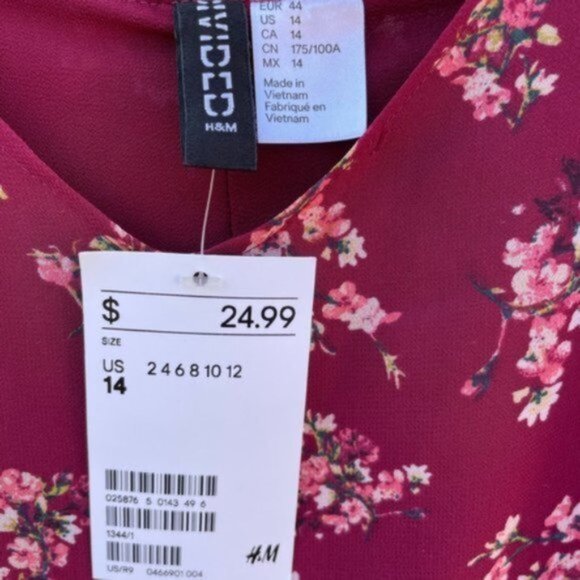 DIVIDED
H&M
EUR 44
US 14
CA 14
CN 175/100A
MX 14
Made in
Vietnam
Fabriqué en
Vietnam
$ 24.99
SIZE
US 2 4 6 8 10 12
14
025876 5 0143 49 6
1344/1
US/R9 0466901 004
H&M